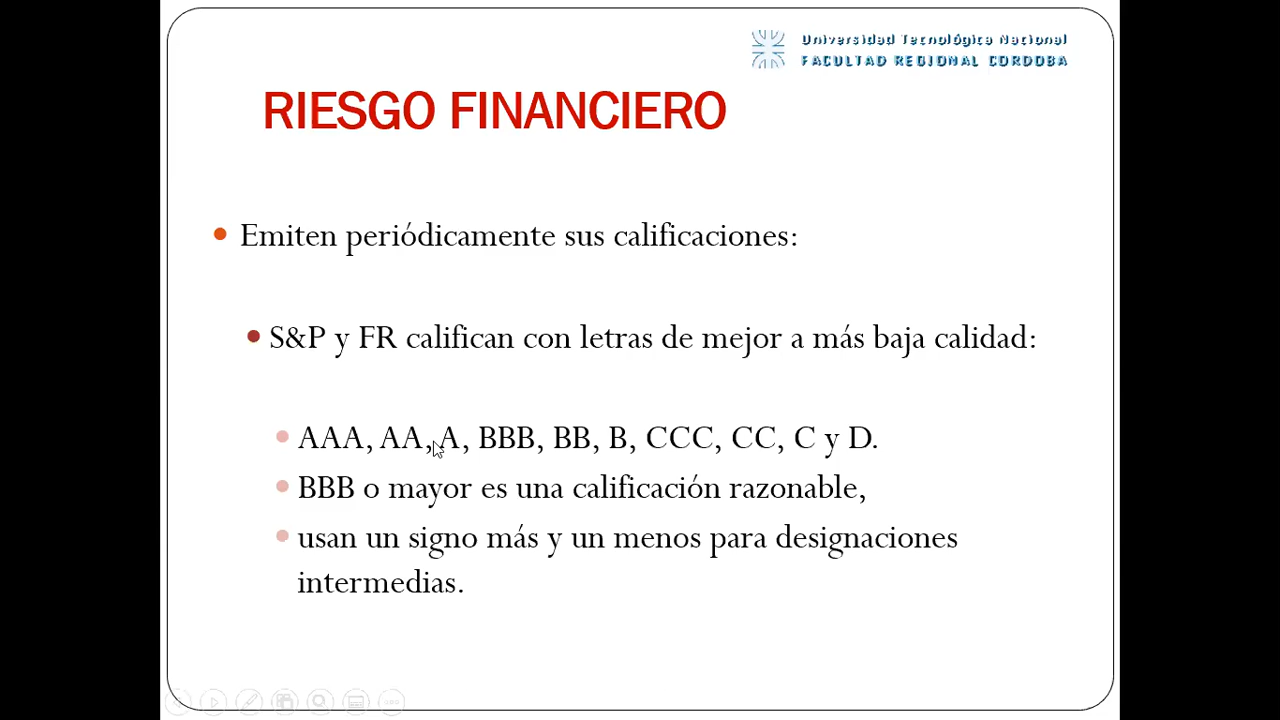 Universidad Tecnológica Nacional
FACULTAD REGIONAL CORDOBA
RIESGO FINANCIERO
Emiten periódicamente sus calificaciones:
S&P y FR califican con letras de mejor a más baja calidad:
AAA, AA, A, BBB, BB, B, CCC, CC, C y D.
BBB o mayor es una calificación razonable,
usan un signo más y un menos para designaciones
intermedias.